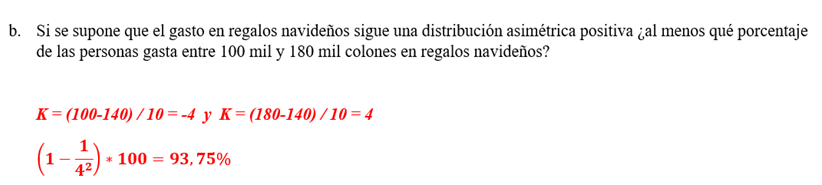 b. Si se supone que el gasto en regalos navideños sigue una distribución asimétrica positiva ¿al menos qué porcentaje
de las personas gasta entre 100 mil y 180 mil colones en regalos navideños?
K = (100-140) / 10 = -4 y K = (180-140) / 10 = 4
(1 − 1/4²) * 100 = 93,75%